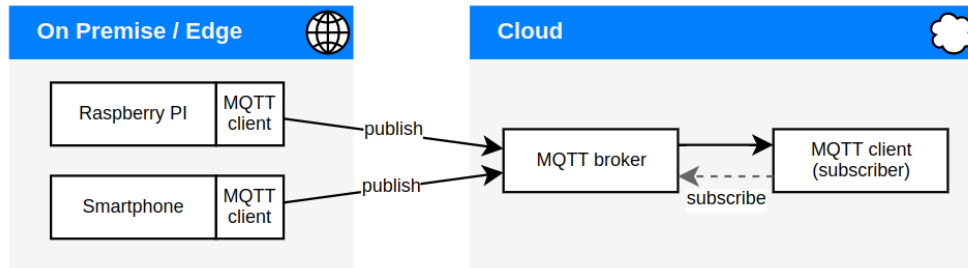 On Premise / Edge
Cloud
Raspberry PI
MQTT
client
publish
MQTT broker
MQTT client
(subscriber)
Smartphone
MQTT
client
publish
subscribe